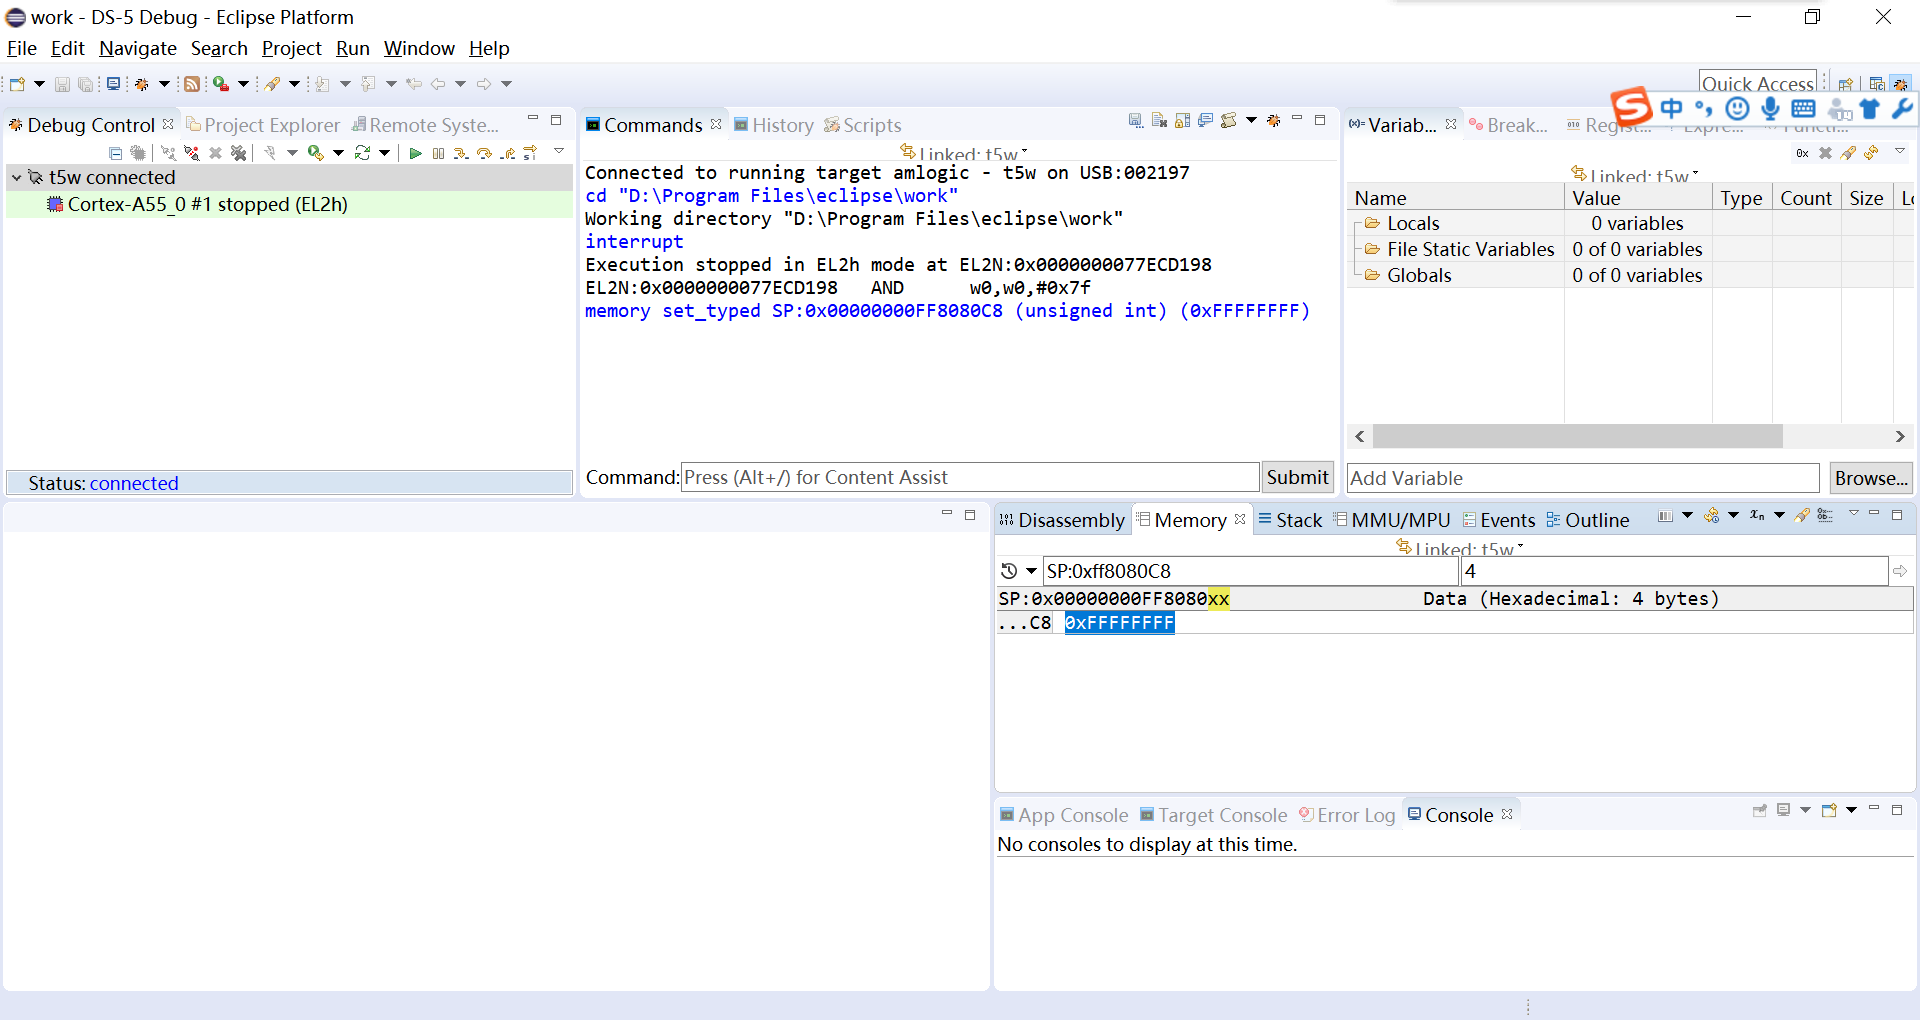 work - DS-5 Debug - Eclipse Platform
File Edit Navigate Search Project Run Window Help
Quick Access
中
Debug Control Project Explorer Remote Syste...
t5w connected
Cortex-A55_0 #1 stopped (EL2h)
Status: connected
Commands History Scripts
Linked: t5w
Connected to running target amlogic - t5w on USB:002197
cd "D:\Program Files\eclipse\work"
Working directory "D:\Program Files\eclipse\work"
interrupt
Execution stopped in EL2h mode at EL2N:0x0000000077ECD198
EL2N:0x0000000077ECD198 AND w0,w0,#0x7f
memory set_typed SP:0x00000000FF8080C8 (unsigned int) (0xFFFFFFFF)
Command: Press (Alt+/) for Content Assist Submit
(x)= Variab... Break...
0x
Linked: t5w
Name Value Type Count Size
Locals 0 variables
File Static Variables 0 of 0 variables
Globals 0 of 0 variables
Add Variable Browse...
Disassembly Memory Stack MMU/MPU Events Outline
Linked: t5w
SP:0xff8080C8 4
SP:0x00000000FF8080xx Data (Hexadecimal: 4 bytes)
...C8 0xFFFFFFFF
App Console Target Console Error Log Console
No consoles to display at this time.